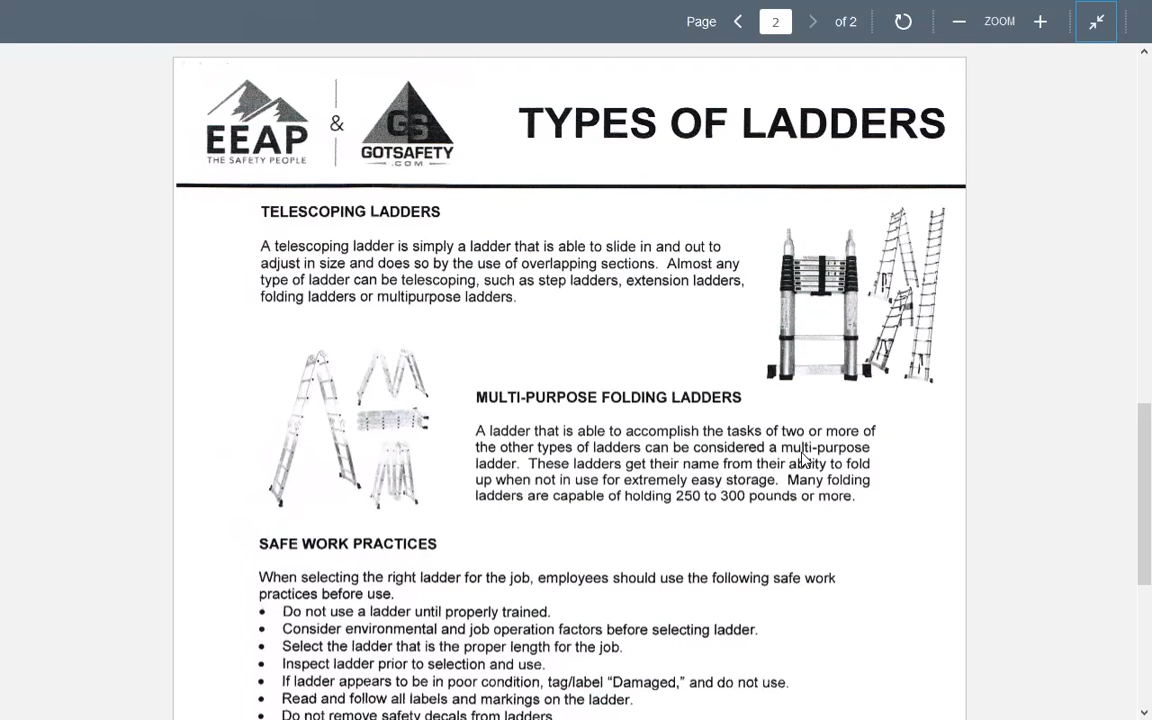 Page 2 of 2 ZOOM
EEAP
THE SAFETY PEOPLE
&
GS
GOTSAFETY
.COM
TYPES OF LADDERS
TELESCOPING LADDERS
A telescoping ladder is simply a ladder that is able to slide in and out to
adjust in size and does so by the use of overlapping sections. Almost any
type of ladder can be telescoping, such as step ladders, extension ladders,
folding ladders or multipurpose ladders.
MULTI-PURPOSE FOLDING LADDERS
A ladder that is able to accomplish the tasks of two or more of
the other types of ladders can be considered a multi-purpose
ladder. These ladders get their name from their ability to fold
up when not in use for extremely easy storage. Many folding
ladders are capable of holding 250 to 300 pounds or more.
SAFE WORK PRACTICES
When selecting the right ladder for the job, employees should use the following safe work
practices before use.
• Do not use a ladder until properly trained.
• Consider environmental and job operation factors before selecting ladder.
• Select the ladder that is the proper length for the job.
• Inspect ladder prior to selection and use.
• If ladder appears to be in poor condition, tag/label “Damaged,” and do not use.
• Read and follow all labels and markings on the ladder.
• Do not remove safety decals from ladders.